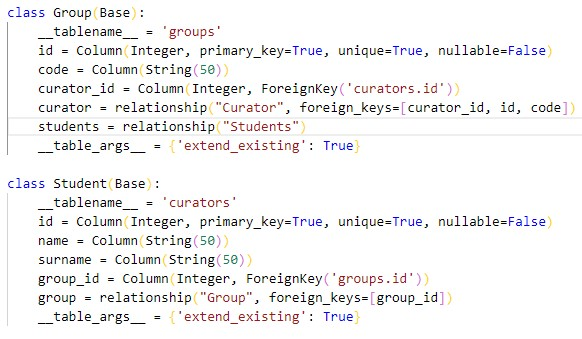 class Group(Base):
    __tablename__ = 'groups'
    id = Column(Integer, primary_key=True, unique=True, nullable=False)
    code = Column(String(50))
    curator_id = Column(Integer, ForeignKey('curators.id'))
    curator = relationship("Curator", foreign_keys=[curator_id, id, code])
    students = relationship("Students")
    __table_args__ = {'extend_existing': True}
class Student(Base):
    __tablename__ = 'curators'
    id = Column(Integer, primary_key=True, unique=True, nullable=False)
    name = Column(String(50))
    surname = Column(String(50))
    group_id = Column(Integer, ForeignKey('groups.id'))
    group = relationship("Group", foreign_keys=[group_id])
    __table_args__ = {'extend_existing': True}